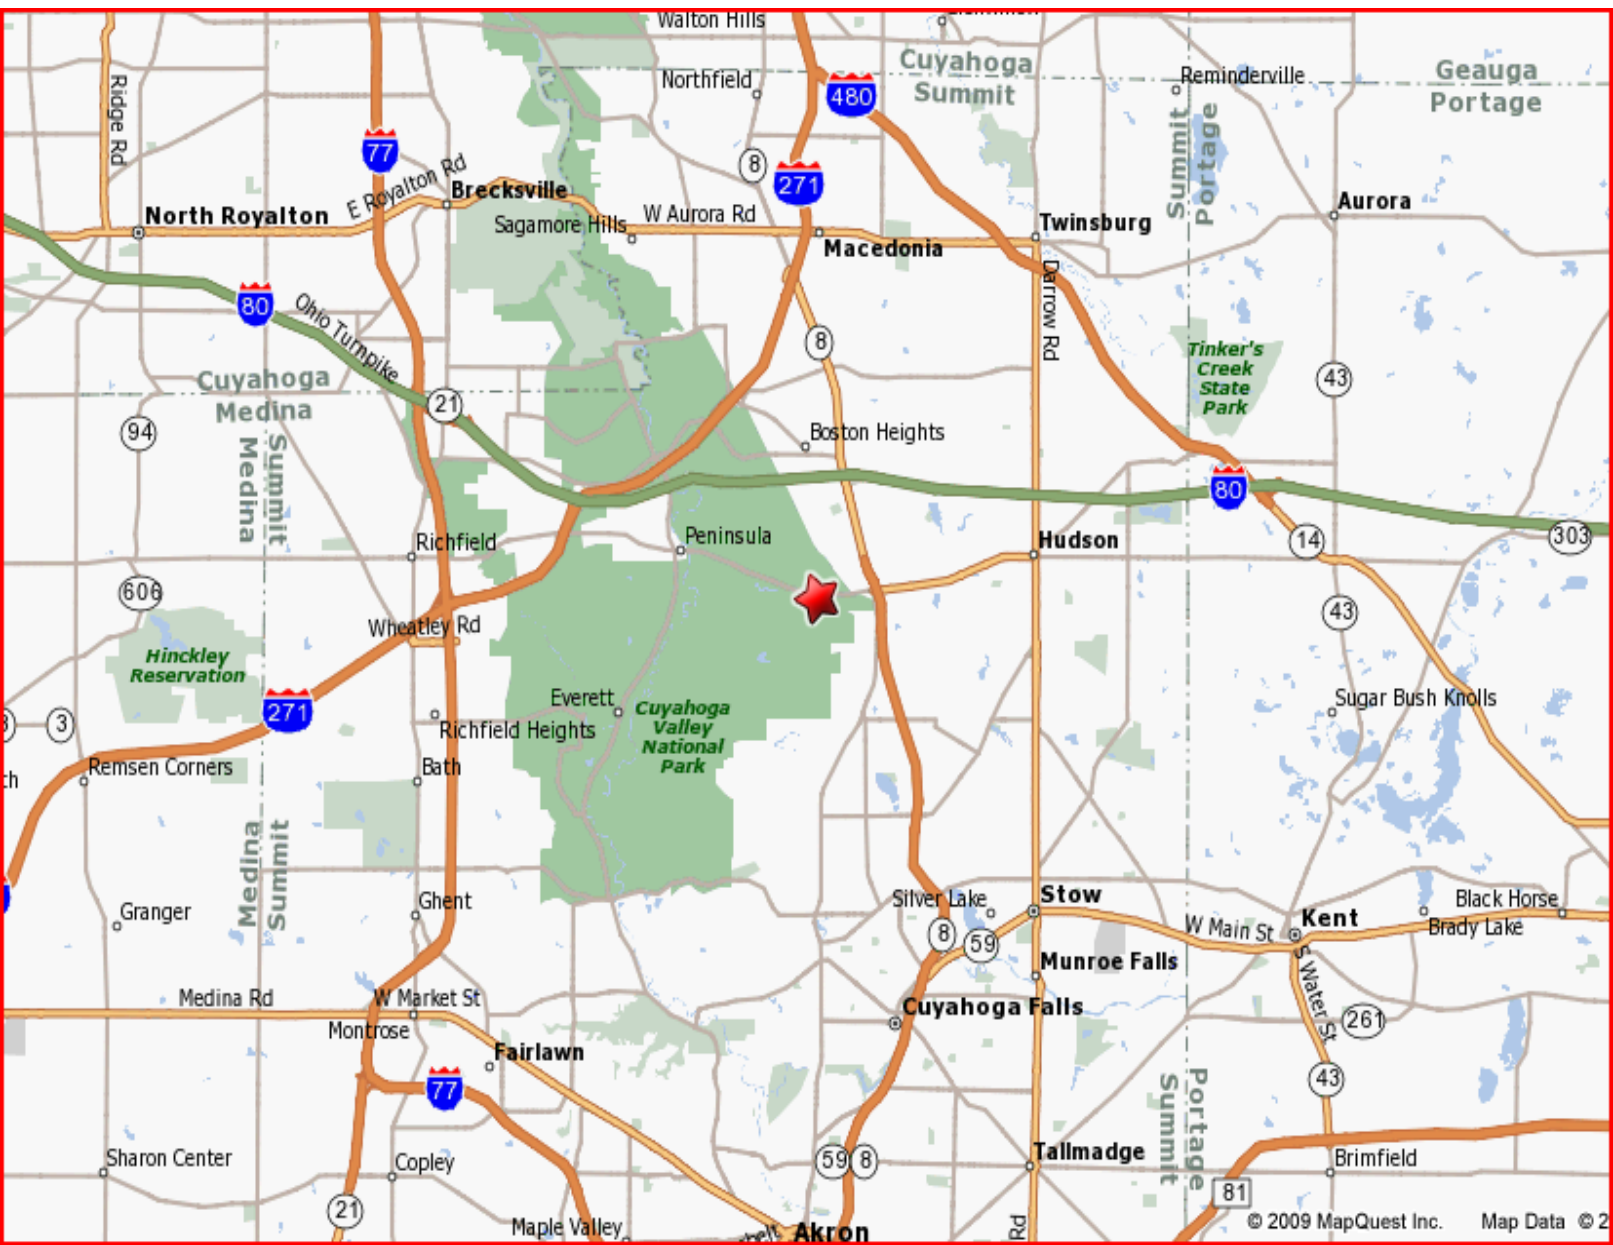 Walton Hills
Northfield
480
Cuyahoga
Summit
Reminderville
Geauga
Portage
Ridge Rd
77
8
271
Summit
Portage
E Royalton Rd
Brecksville
Aurora
North Royalton
Sagamore Hills
W Aurora Rd
Macedonia
Twinsburg
80
Ohio Turnpike
8
Darrow Rd
Tinker's
Creek
State
Park
43
Cuyahoga
Medina
21
94
Boston Heights
Medina
Summit
80
Richfield
Peninsula
Hudson
14
303
606
43
Wheatley Rd
Hinckley
Reservation
271
3
Everett
Cuyahoga
Valley
National
Park
Sugar Bush Knolls
Richfield Heights
Remsen Corners
Bath
Medina
Summit
Granger
Ghent
Silver Lake
Stow
8
59
W Main St
Kent
Black Horse
Brady Lake
Munroe Falls
Medina Rd
W Market St
Montrose
Cuyahoga Falls
S Water St
261
Fairlawn
77
43
Summit
Portage
Sharon Center
Copley
59
8
Tallmadge
Brimfield
21
81
Maple Valley
Akron
Rd
© 2009 MapQuest Inc.
Map Data © 2